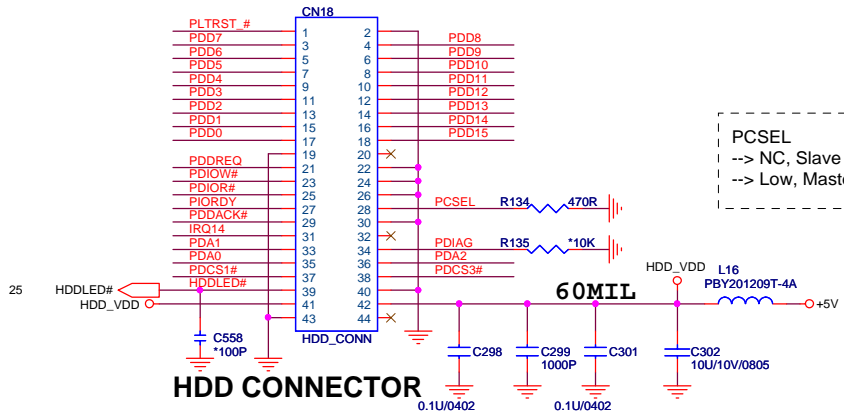 CN18
PLTRST_# 1 2
PDD7 3 4 PDD8
PDD6 5 6 PDD9
PDD5 7 8 PDD10
PDD4 9 10 PDD11
PDD3 11 12 PDD12
PDD2 13 14 PDD13
PDD1 15 16 PDD14
PDD0 17 18 PDD15
19 20
PDDREQ 21 22
PDIOW# 23 24
PDIOR# 25 26
PIORDY 27 28 PCSEL R134 470R
PDDACK# 29 30
IRQ14 31 32
PDA1 33 34 PDIAG R135 *10K
PDA0 35 36 PDA2
PDCS1# 37 38 PDCS3#
25 HDDLED# HDDLED# 39 40
HDD_VDD 41 42 60MIL
43 44
HDD_CONN
PCSEL
--> NC, Slave
--> Low, Maste
HDD_VDD
L16
PBY201209T-4A
+5V
C558
*100P
C298
C299
1000P
C301
C302
10U/10V/0805
0.1U/0402
0.1U/0402
HDD CONNECTOR